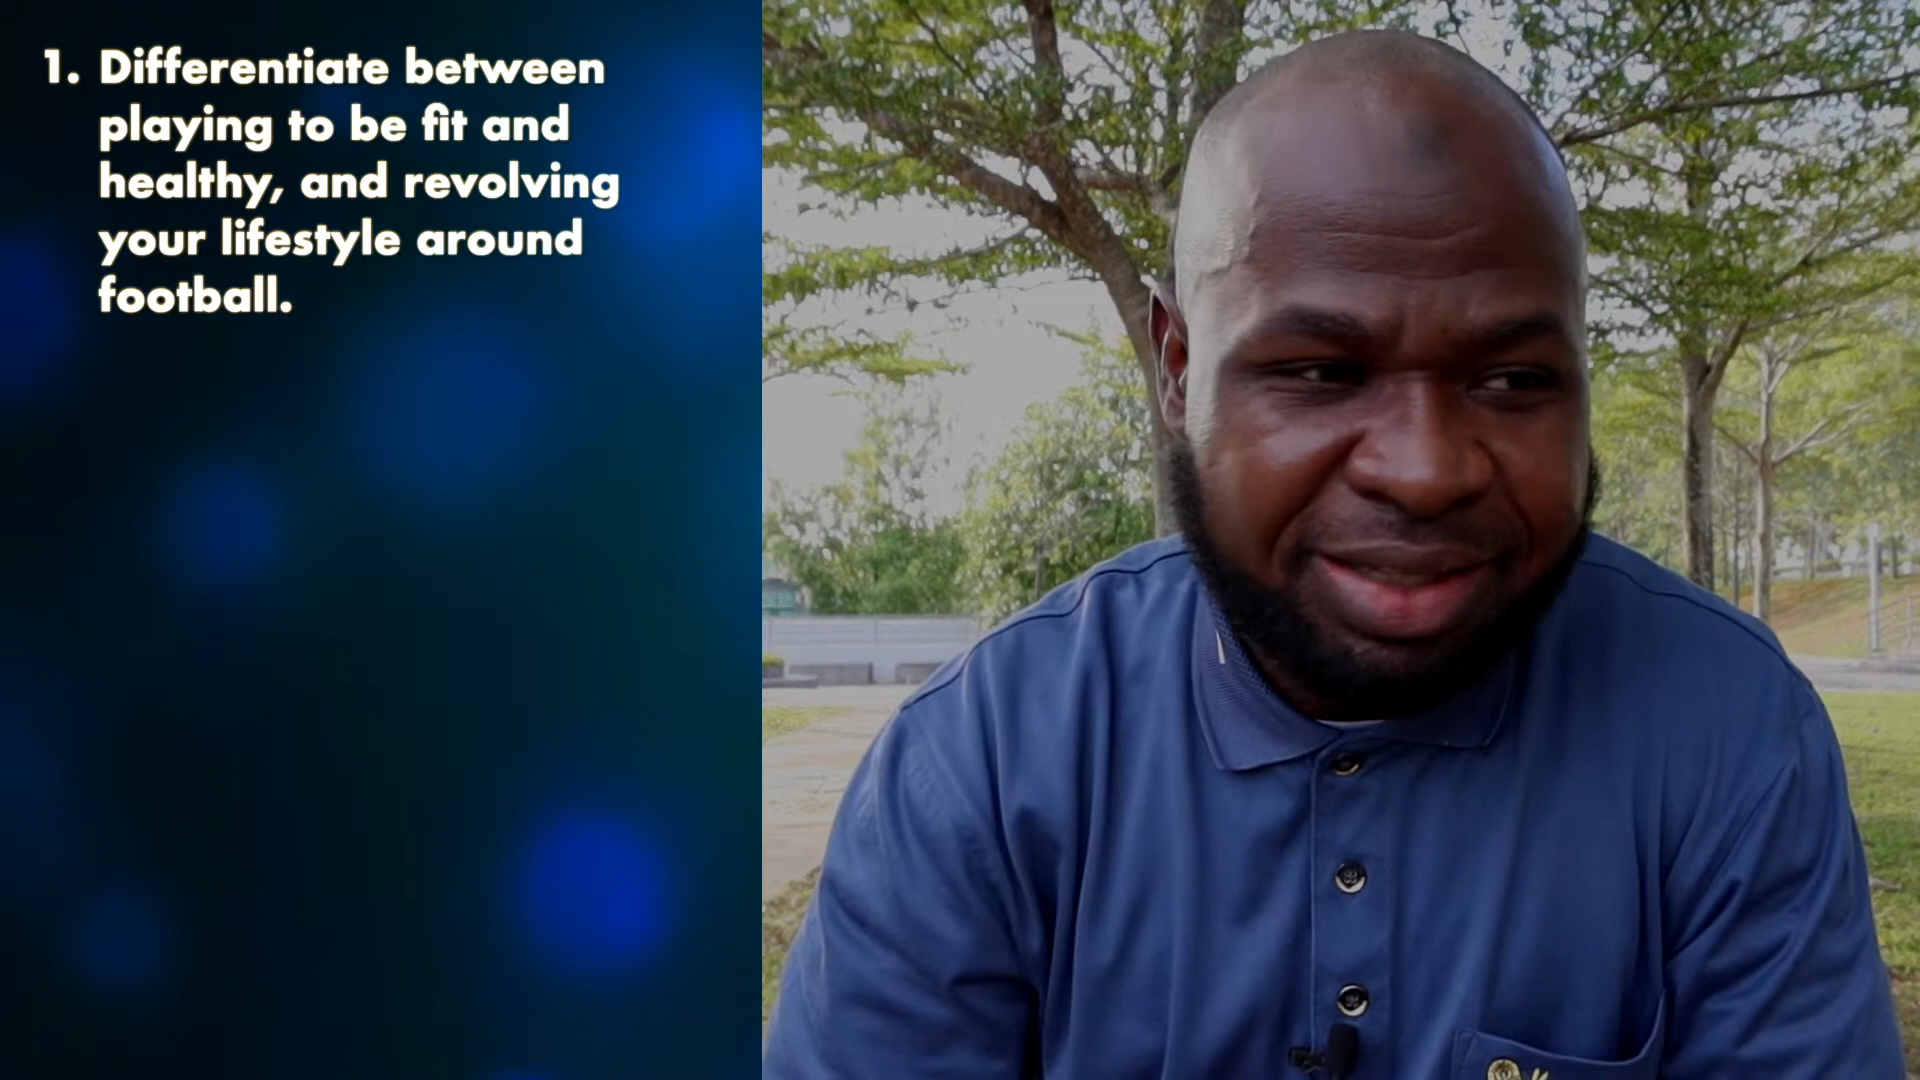 1. Differentiate between
playing to be fit and
healthy, and revolving
your lifestyle around
football.